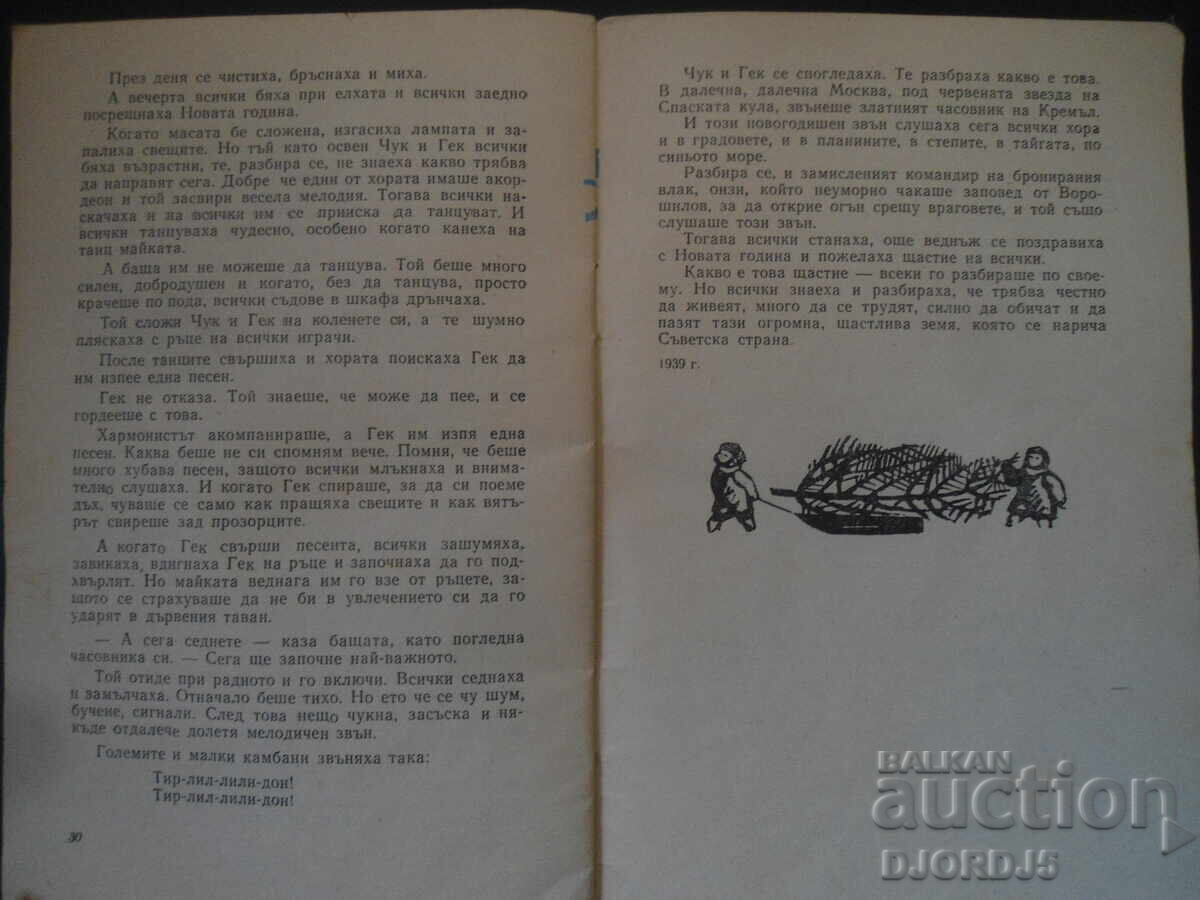 През деня се чистиха, бръснаха и миха.
А вечерта всички бяха при елхата и всички заедно
посрещнаха Новата година.
Когато масата бе сложена, изгасиха лампата и за-
палиха свещите. Но тъй като освен Чук и Гек всички
бяха възрастни, те, разбира се, не знаеха какво трябва
да направят сега. Добре че един от хората имаше акор-
деон и той засвири весела мелодия. Тогава всички на-
скачаха и на всички им се прииска да танцуват. И
всички танцуваха чудесно, особено когато канеха на
танц майката.
А баща им не можеше да танцува. Той беше много
силен, добродушен и когато, без да танцува, просто
крачеше по пода, всички съдове в шкафа дрънчаха.
Той сложи Чук и Гек на коленете си, а те шумно
пляскаха с ръце на всички играчи.
После танците свършиха и хората поискаха Гек да
им изпее една песен.
Гек не отказа. Той знаеше, че може да пее, и се
гордееше с това.
Хармонистът акомпанираше, а Гек им изпя една
песен. Каква беше не си спомням вече. Помня, че беше
много хубава песен, защото всички млъкнаха и внима-
телно слушаха. И когато Гек спираше, за да си поеме
дъх, чуваше се само как пращяха свещите и как вятъ-
рът свиреше зад прозорците.
А когато Гек свърши песента, всички зашумяха,
завикаха, вдигнаха Гек на ръце и започнаха да го под-
хвърлят. Но майката веднага им го взе от ръцете, за-
щото се страхуваше да не би в увлечението си да го
ударят в дървения таван.
— А сега седнете — каза бащата, като погледна
часовника си. — Сега ще започне най-важното.
Той отиде при радиото и го включи. Всички седнаха
и замълчаха. Отначало беше тихо. Но ето че се чу шум,
бучене, сигнали. След това нещо чукна, засъска и ня-
къде отдалече долетя мелодичен звън.
Големите и малки камбани звъняха така:
Тир-лил-лили-дон!
Тир-лил-лили-дон!
30
Чук и Гек се спогледаха. Те разбраха какво е това.
В далечна, далечна Москва, под червената звезда на
Спаската кула, звънеше златният часовник на Кремъл.
И този новогодишен звън слушаха сега всички хора
и в градовете, и в планините, в степите, в тайгата, по
синьото море.
Разбира се, и замисленият командир на бронирания
влак, онзи, който неуморно чакаше заповед от Воро-
шилов, за да открие огън срещу враговете, и той също
слушаше този звън.
Тогава всички станаха, още веднъж се поздравиха
с Новата година и пожелаха щастие на всички.
Какво е това щастие — всеки го разбираше по свое-
му. Но всички знаеха и разбираха, че трябва честно
да живеят, много да се трудят, силно да обичат и да
пазят тази огромна, щастлива земя, която се нарича
Съветска страна.
1939 г.
BALKAN
auction
DJORDJ5